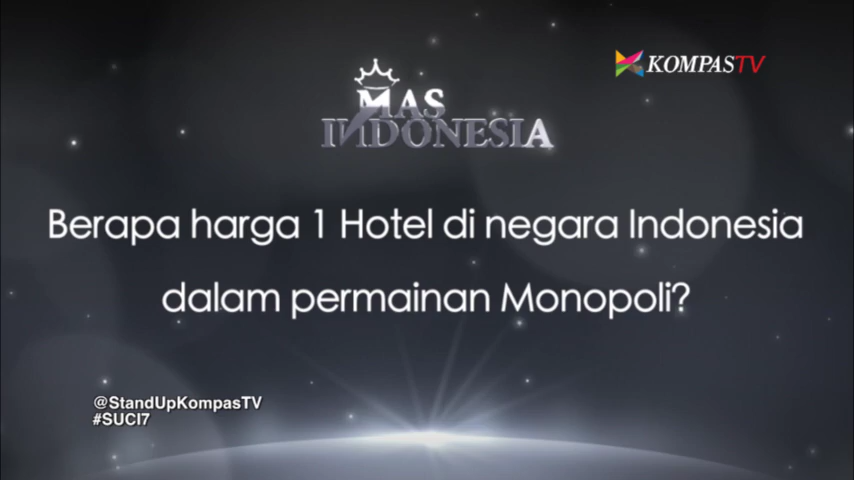 KOMPASTV
MAS
INDONESIA
Berapa harga 1 Hotel di negara Indonesia
dalam permainan Monopoli?
@StandUpKompasTV
#SUCI7